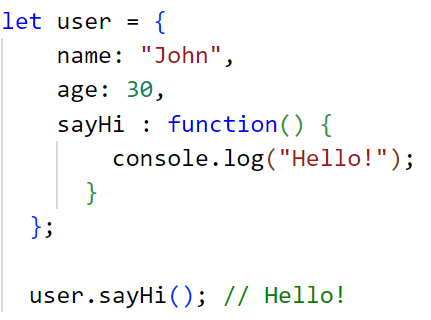 let user = {
    name: "John",
    age: 30,
    sayHi : function() {
        console.log("Hello!");
      }
  };
  user.sayHi(); // Hello!